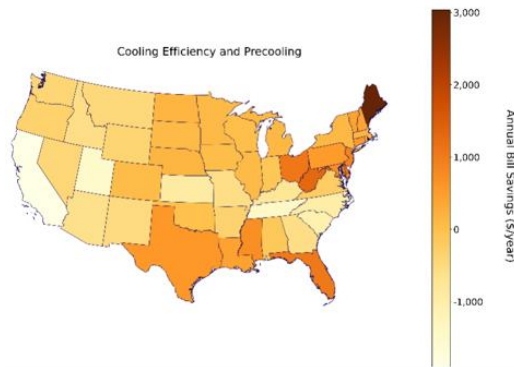 3,000
Cooling Efficiency and Precooling
2,000
1,000
0
-1,000
Annual Bill Savings ($/year)